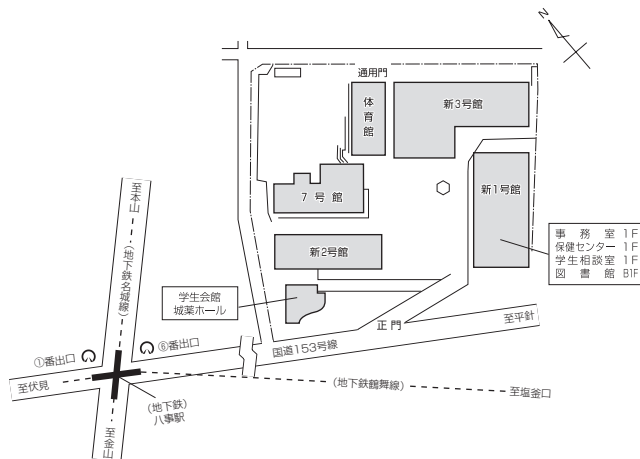 N
通用門
体育館
新3号館
7号館
新1号館
新2号館
事務室 1F
保健センター 1F
学生相談室 1F
図書館 B1F
学生会館
城薬ホール
正門
至平針
国道153号線
至本山
(地下鉄名城線)
①番出口
⑥番出口
至伏見
(地下鉄)
八事駅
至金山
(地下鉄鶴舞線)
至塩釜口